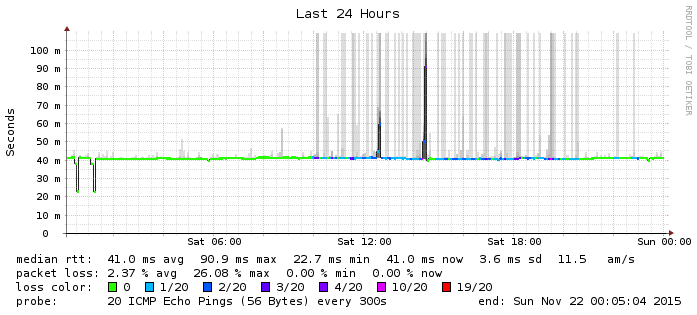 Last 24 Hours
RRDTOOL / TOBI OETIKER
Seconds
100 m
90 m
80 m
70 m
60 m
50 m
40 m
30 m
20 m
10 m
0
Sat 06:00 Sat 12:00 Sat 18:00 Sun 00:00
median rtt: 41.0 ms avg 90.9 ms max 22.7 ms min 41.0 ms now 3.6 ms sd 11.5 am/s
packet loss: 2.37 % avg 26.08 % max 0.00 % min 0.00 % now
loss color: 0 1/20 2/20 3/20 4/20 10/20 19/20
probe: 20 ICMP Echo Pings (56 Bytes) every 300s end: Sun Nov 22 00:05:04 2015